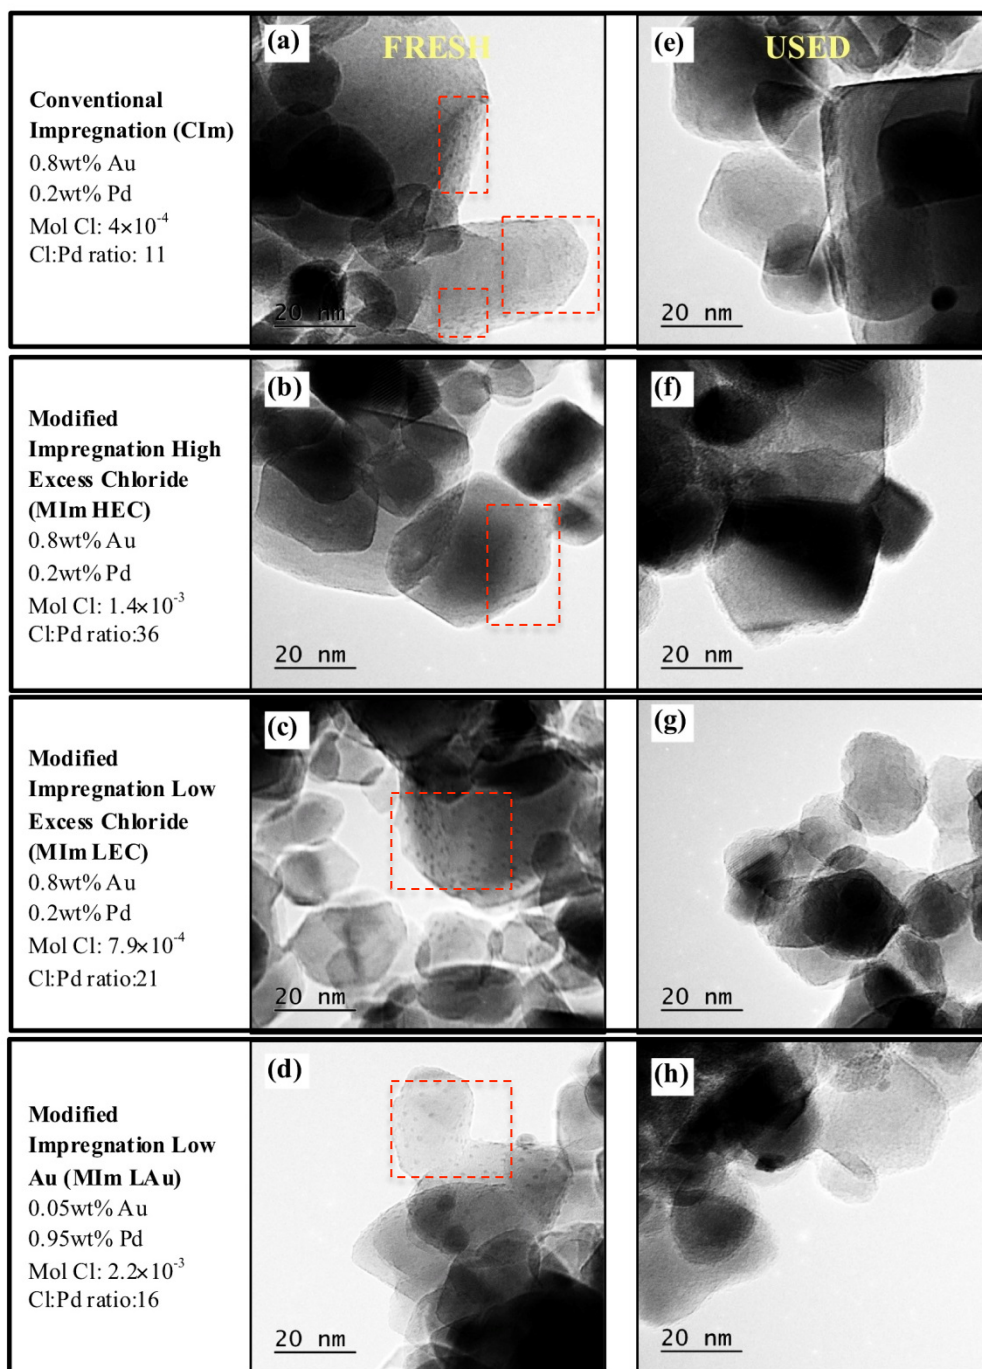 Conventional
Impregnation (CIm)
0.8wt% Au
0.2wt% Pd
Mol Cl: 4×10⁻⁴
Cl:Pd ratio: 11
(a)
FRESH
20 nm
(e)
USED
20 nm
Modified
Impregnation High
Excess Chloride
(MIm HEC)
0.8wt% Au
0.2wt% Pd
Mol Cl: 1.4×10⁻³
Cl:Pd ratio:36
(b)
20 nm
(f)
20 nm
Modified
Impregnation Low
Excess Chloride
(MIm LEC)
0.8wt% Au
0.2wt% Pd
Mol Cl: 7.9×10⁻⁴
Cl:Pd ratio:21
(c)
20 nm
(g)
20 nm
Modified
Impregnation Low
Au (MIm LAu)
0.05wt% Au
0.95wt% Pd
Mol Cl: 2.2×10⁻³
Cl:Pd ratio:16
(d)
20 nm
(h)
20 nm